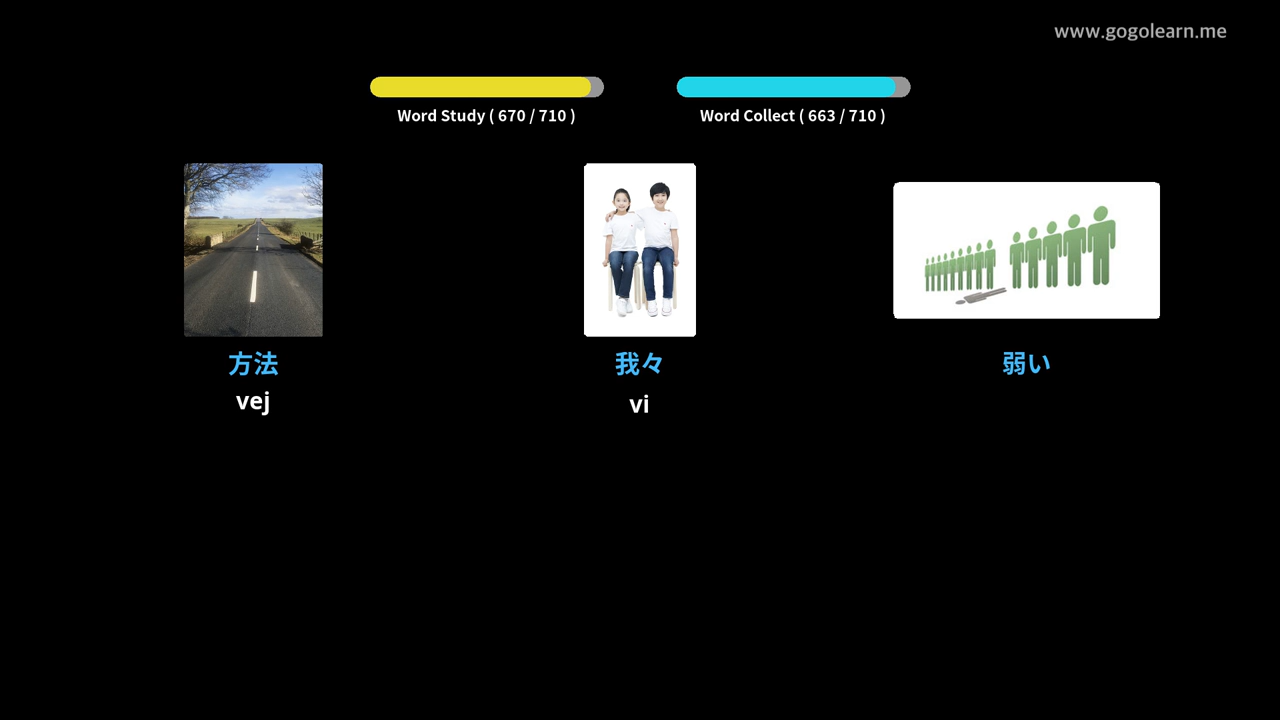 www.gogolearn.me
Word Study ( 670 / 710 )
Word Collect ( 663 / 710 )
方法
我々
弱い
vej
vi